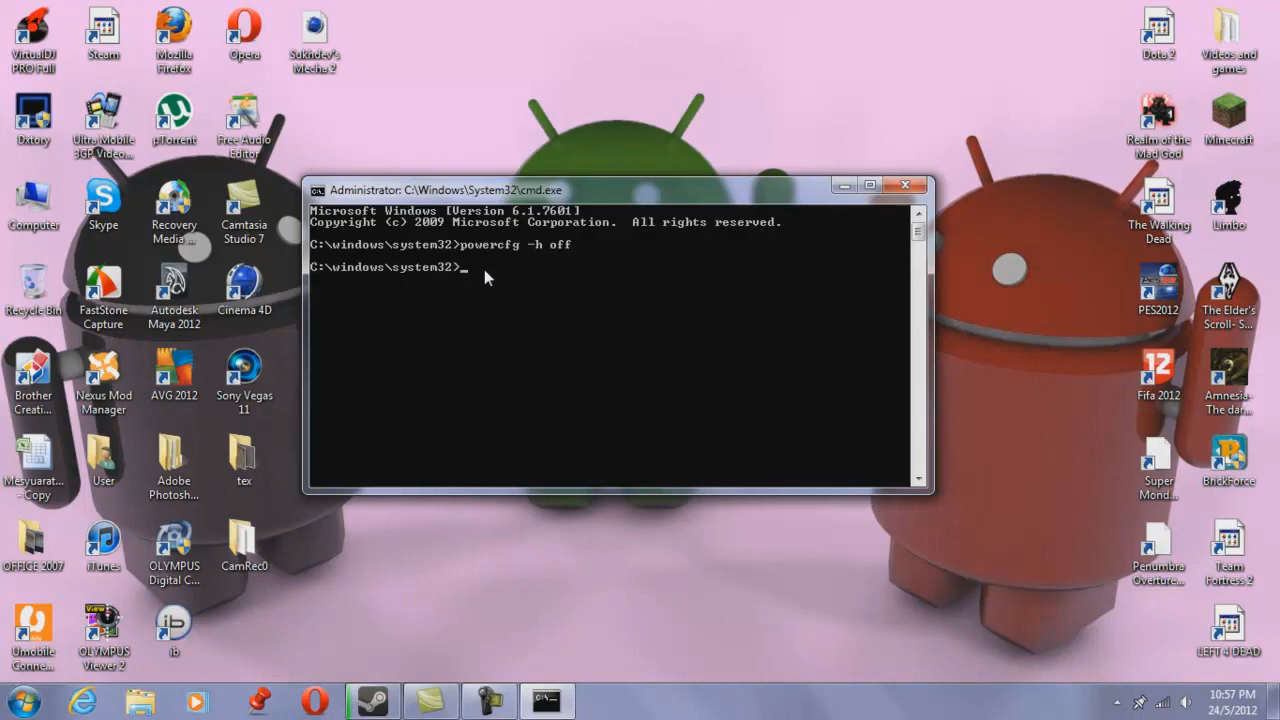 VirtualDJ
PRO Full
Steam
Mozilla
Firefox
Opera
Sukhdev's
Mecha 2
Dota 2
Videos and
games
Dxtory
Ultra Mobile
3GP Video...
µTorrent
Free Audio
Editor
Realm of the
Mad God
Minecraft
Computer
Skype
Recovery
Media ...
Camtasia
Studio 7
The Walking
Dead
Limbo
Recycle Bin
FastStone
Capture
Autodesk
Maya 2012
Cinema 4D
PES2012
The Elder's
Scroll- S...
Brother
Creati...
Nexus Mod
Manager
AVG 2012
Sony Vegas
11
12
Fifa 2012
Amnesia-
The dar...
Mesyuarat...
- Copy
User
Adobe
Photosh...
tex
Super
Mond...
BrickForce
OFFICE 2007
iTunes
OLYMPUS
Digital C...
CamRec0
Penumbra
Overture...
Team
Fortress 2
Umobile
Conne...
View
OLYMPUS
Viewer 2
ib
ib
LEFT 4 DEAD
Administrator: C:\Windows\System32\cmd.exe
Microsoft Windows [Version 6.1.7601]
Copyright (c) 2009 Microsoft Corporation.  All rights reserved.
C:\windows\system32>powercfg -h off
C:\windows\system32>_
C:\
10:57 PM
24/5/2012